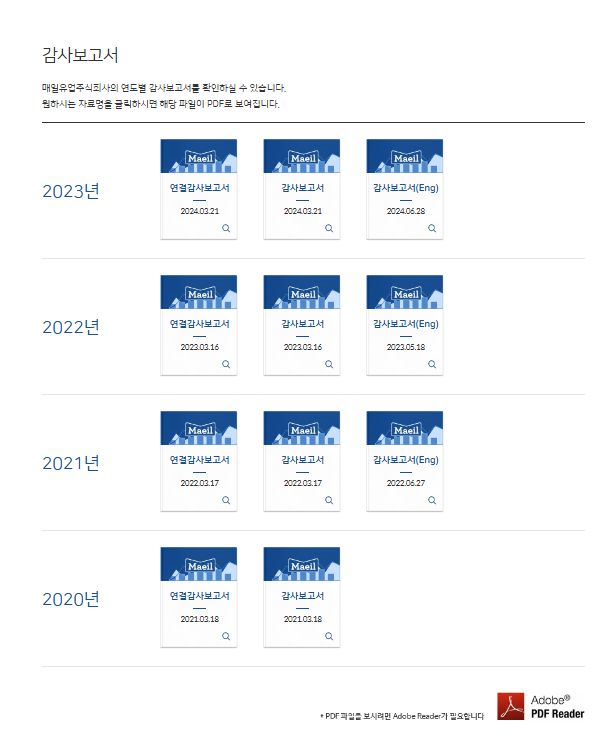 감사보고서
매일유업주식회사의 연도별 감사보고서를 확인하실 수 있습니다.
원하시는 자료명을 클릭하시면 해당 파일이 PDF로 보여집니다.
2023년
Maeil
연결감사보고서
2024.03.21
Maeil
감사보고서
2024.03.21
Maeil
감사보고서(Eng)
2024.06.28
2022년
Maeil
연결감사보고서
2023.03.16
Maeil
감사보고서
2023.03.16
Maeil
감사보고서(Eng)
2023.05.18
2021년
Maeil
연결감사보고서
2022.03.17
Maeil
감사보고서
2022.03.17
Maeil
감사보고서(Eng)
2022.06.27
2020년
Maeil
연결감사보고서
2021.03.18
Maeil
감사보고서
2021.03.18
+ PDF 파일을 보시려면 Adobe Reader가 필요합니다
Adobe®
PDF Reader